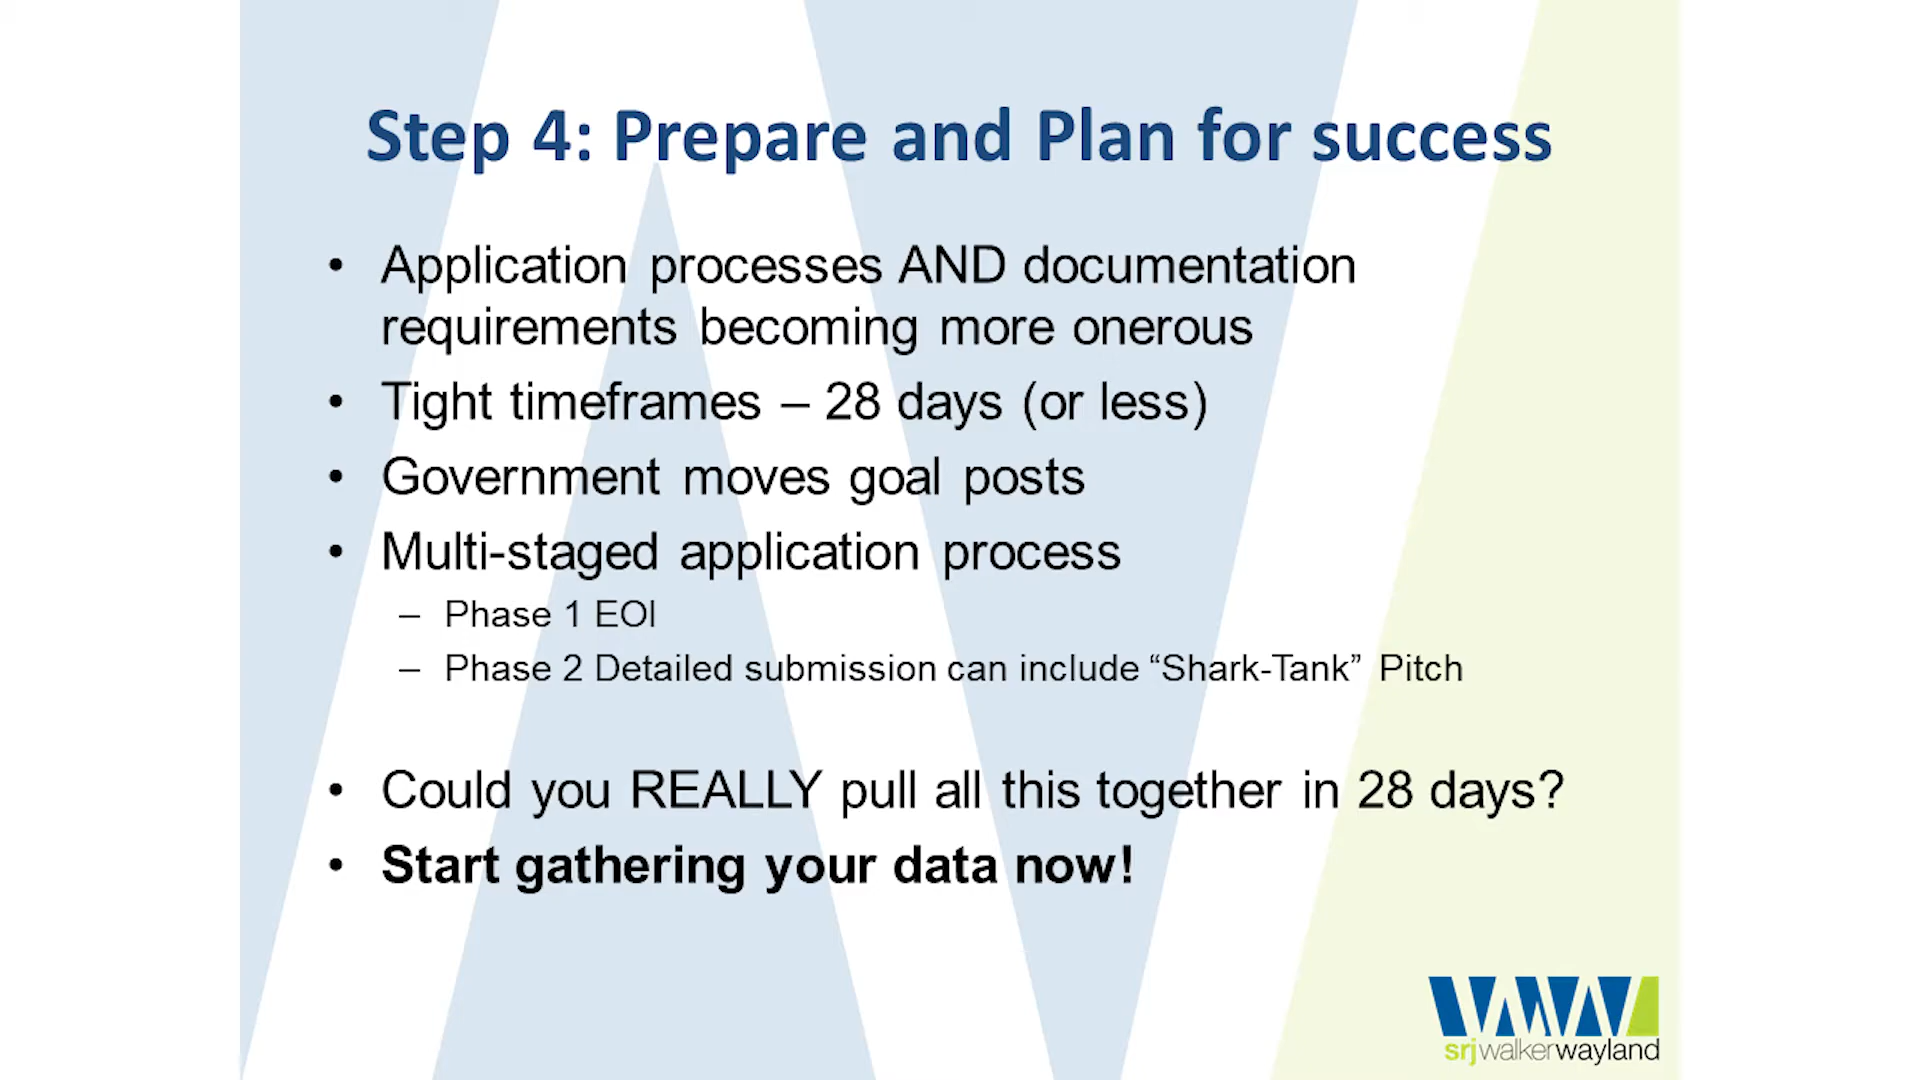 Step 4: Prepare and Plan for success
• Application processes AND documentation
requirements becoming more onerous
• Tight timeframes – 28 days (or less)
• Government moves goal posts
• Multi-staged application process
– Phase 1 EOI
– Phase 2 Detailed submission can include “Shark-Tank” Pitch
• Could you REALLY pull all this together in 28 days?
• Start gathering your data now!
srjwalkerwayland